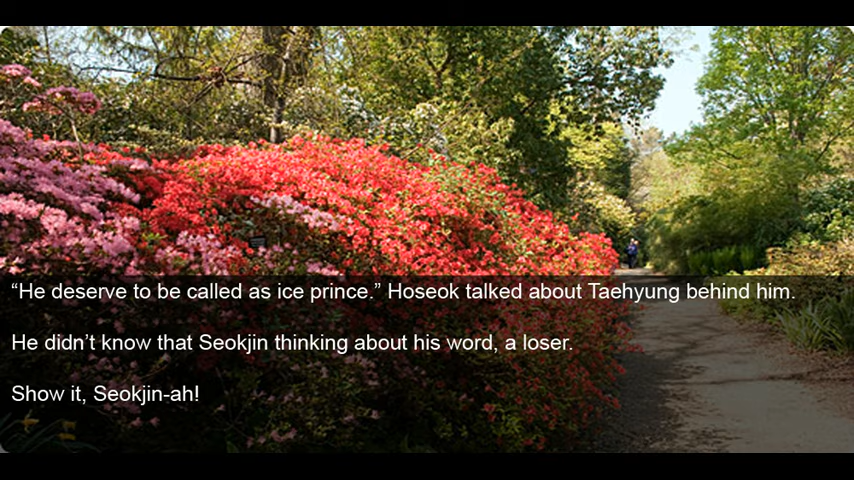 “He deserve to be called as ice prince.” Hoseok talked about Taehyung behind him.
He didn’t know that Seokjin thinking about his word, a loser.
Show it, Seokjin-ah!